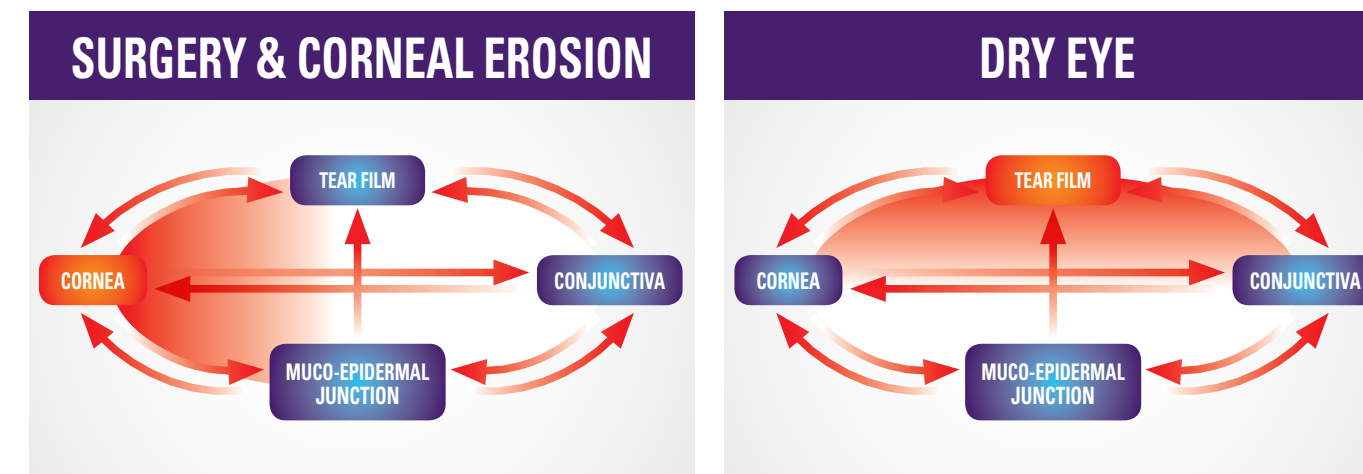 SURGERY & CORNEAL EROSION
TEAR FILM
CORNEA
CONJUNCTIVA
MUCO-EPIDERMAL
JUNCTION
DRY EYE
TEAR FILM
CORNEA
CONJUNCTIVA
MUCO-EPIDERMAL
JUNCTION